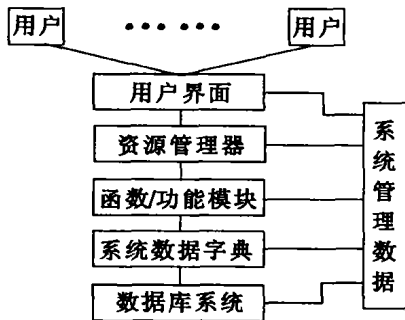 用户 …… 用户
用户界面
资源管理器
函数/功能模块
系统数据字典
数据库系统
系统管理数据